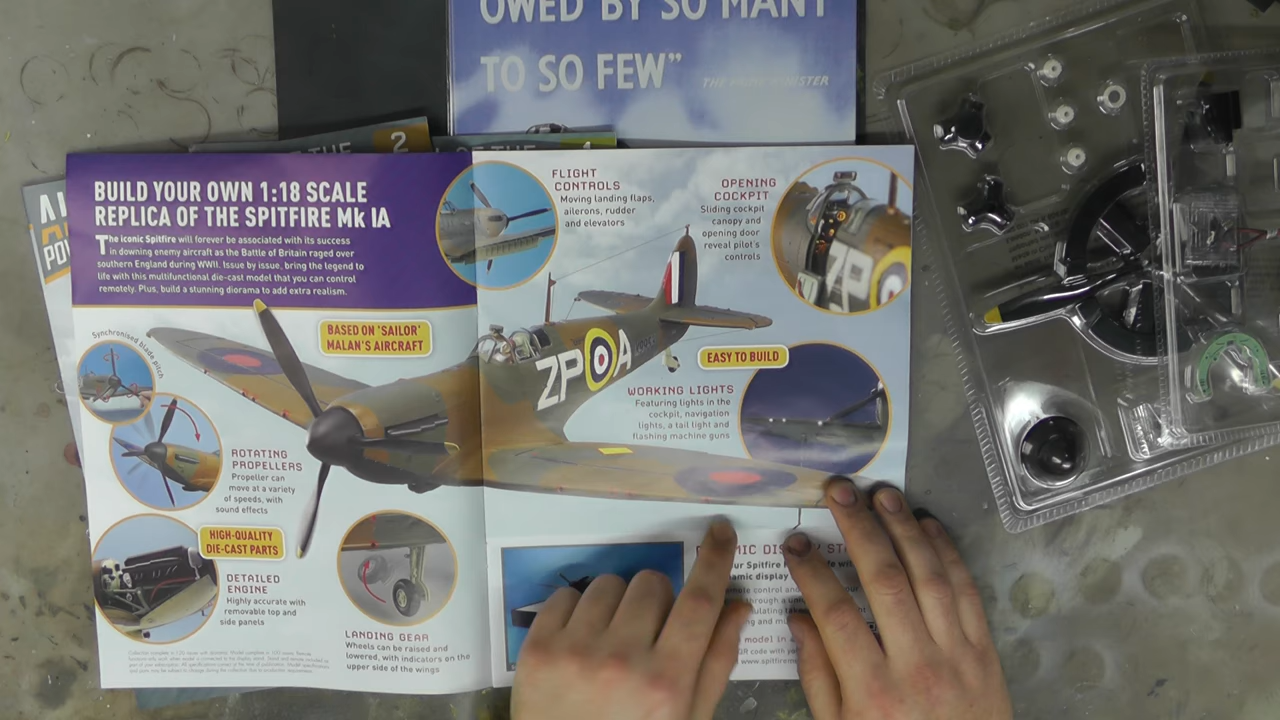 OWED BY SO MANY
TO SO FEW”
THE PRIME MINISTER
2
OF THE
1
BUILD YOUR OWN 1:18 SCALE
REPLICA OF THE SPITFIRE Mk IA
The iconic Spitfire will forever be associated with its success
in downing enemy aircraft as the Battle of Britain raged over
southern England during WWII. Issue by issue, bring the legend to
life with this multifunctional die-cast model that you can control
remotely. Plus, build a stunning diorama to add extra realism.
FLIGHT
CONTROLS
Moving landing flaps,
ailerons, rudder
and elevators
OPENING
COCKPIT
Sliding cockpit
canopy and
opening door
reveal pilot's
controls
ZP
BASED ON 'SAILOR'
MALAN'S AIRCRAFT
ZP A
EASY TO BUILD
WORKING LIGHTS
Featuring lights in the
cockpit, navigation
lights, a tail light and
flashing machine guns
Synchronised blade pitch
ROTATING
PROPELLERS
Propeller can
move at a variety
of speeds, with
sound effects
HIGH-QUALITY
DIE-CAST PARTS
DETAILED
ENGINE
Highly accurate with
removable top and
side panels
LANDING GEAR
Wheels can be raised and
lowered, with indicators on the
upper side of the wings